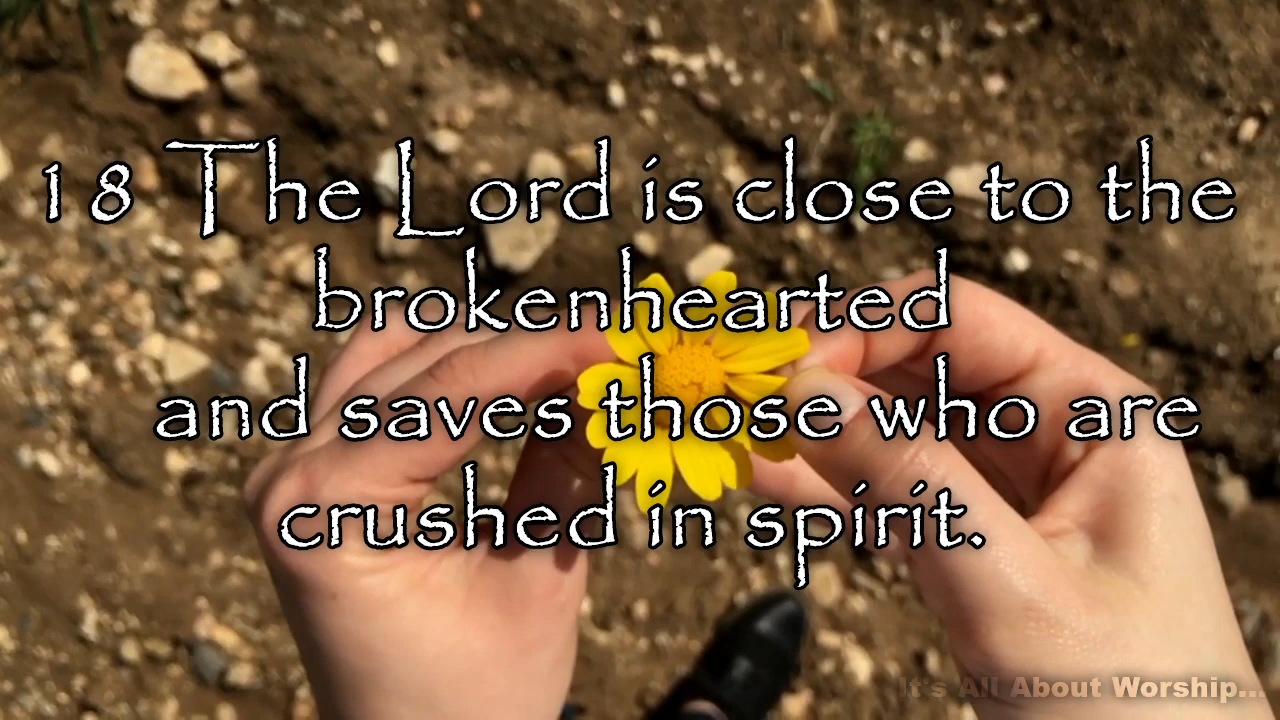 18 The Lord is close to the
brokenhearted
and saves those who are
crushed in spirit.
It's All About Worship...